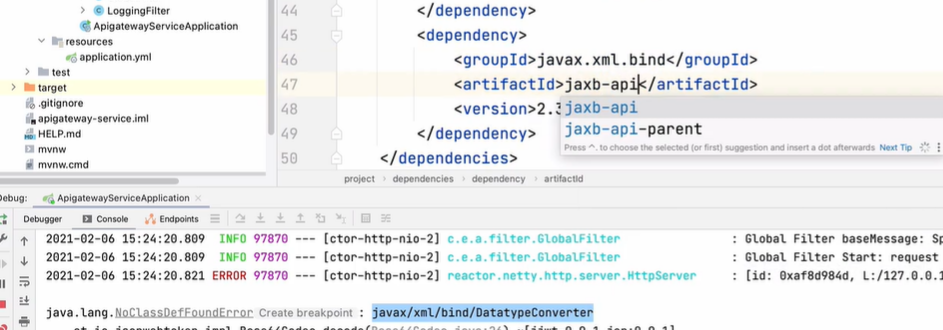 LoggingFilter
ApigatewayServiceApplication
resources
application.yml
test
target
.gitignore
apigateway-service.iml
HELP.md
mvnw
mvnw.cmd
44 </dependency>
45 <dependency>
46 <groupId>javax.xml.bind</groupId>
47 <artifactId>jaxb-api</artifactId>
48 <version>2.3
49 </dependency>
50 </dependencies>
jaxb-api
jaxb-api-parent
Press ^. to choose the selected (or first) suggestion and insert a dot afterwards Next Tip
project › dependencies › dependency › artifactId
Debug: ApigatewayServiceApplication ×
Debugger Console Endpoints
2021-02-06 15:24:20.809 INFO 97870 --- [ctor-http-nio-2] c.e.a.filter.GlobalFilter : Global Filter baseMessage: Sp
2021-02-06 15:24:20.809 INFO 97870 --- [ctor-http-nio-2] c.e.a.filter.GlobalFilter : Global Filter Start: request
2021-02-06 15:24:20.821 ERROR 97870 --- [ctor-http-nio-2] reactor.netty.http.server.HttpServer : [id: 0xaf8d984d, L:/127.0.0.1
java.lang.NoClassDefFoundError Create breakpoint : javax/xml/bind/DatatypeConverter